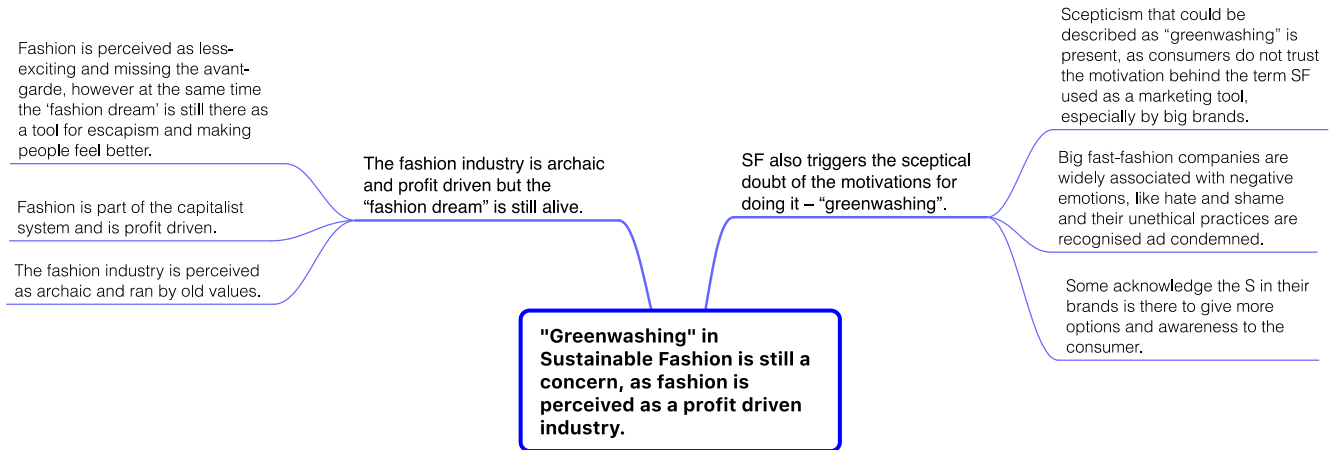 Fashion is perceived as less-
exciting and missing the avant-
garde, however at the same time
the ‘fashion dream’ is still there as
a tool for escapism and making
people feel better.
Fashion is part of the capitalist
system and is profit driven.
The fashion industry is perceived
as archaic and ran by old values.
The fashion industry is archaic
and profit driven but the
“fashion dream” is still alive.
SF also triggers the sceptical
doubt of the motivations for
doing it – “greenwashing”.
Scepticism that could be
described as “greenwashing” is
present, as consumers do not trust
the motivation behind the term SF
used as a marketing tool,
especially by big brands.
Big fast-fashion companies are
widely associated with negative
emotions, like hate and shame
and their unethical practices are
recognised ad condemned.
Some acknowledge the S in their
brands is there to give more
options and awareness to the
consumer.
"Greenwashing" in
Sustainable Fashion is still a
concern, as fashion is
perceived as a profit driven
industry.